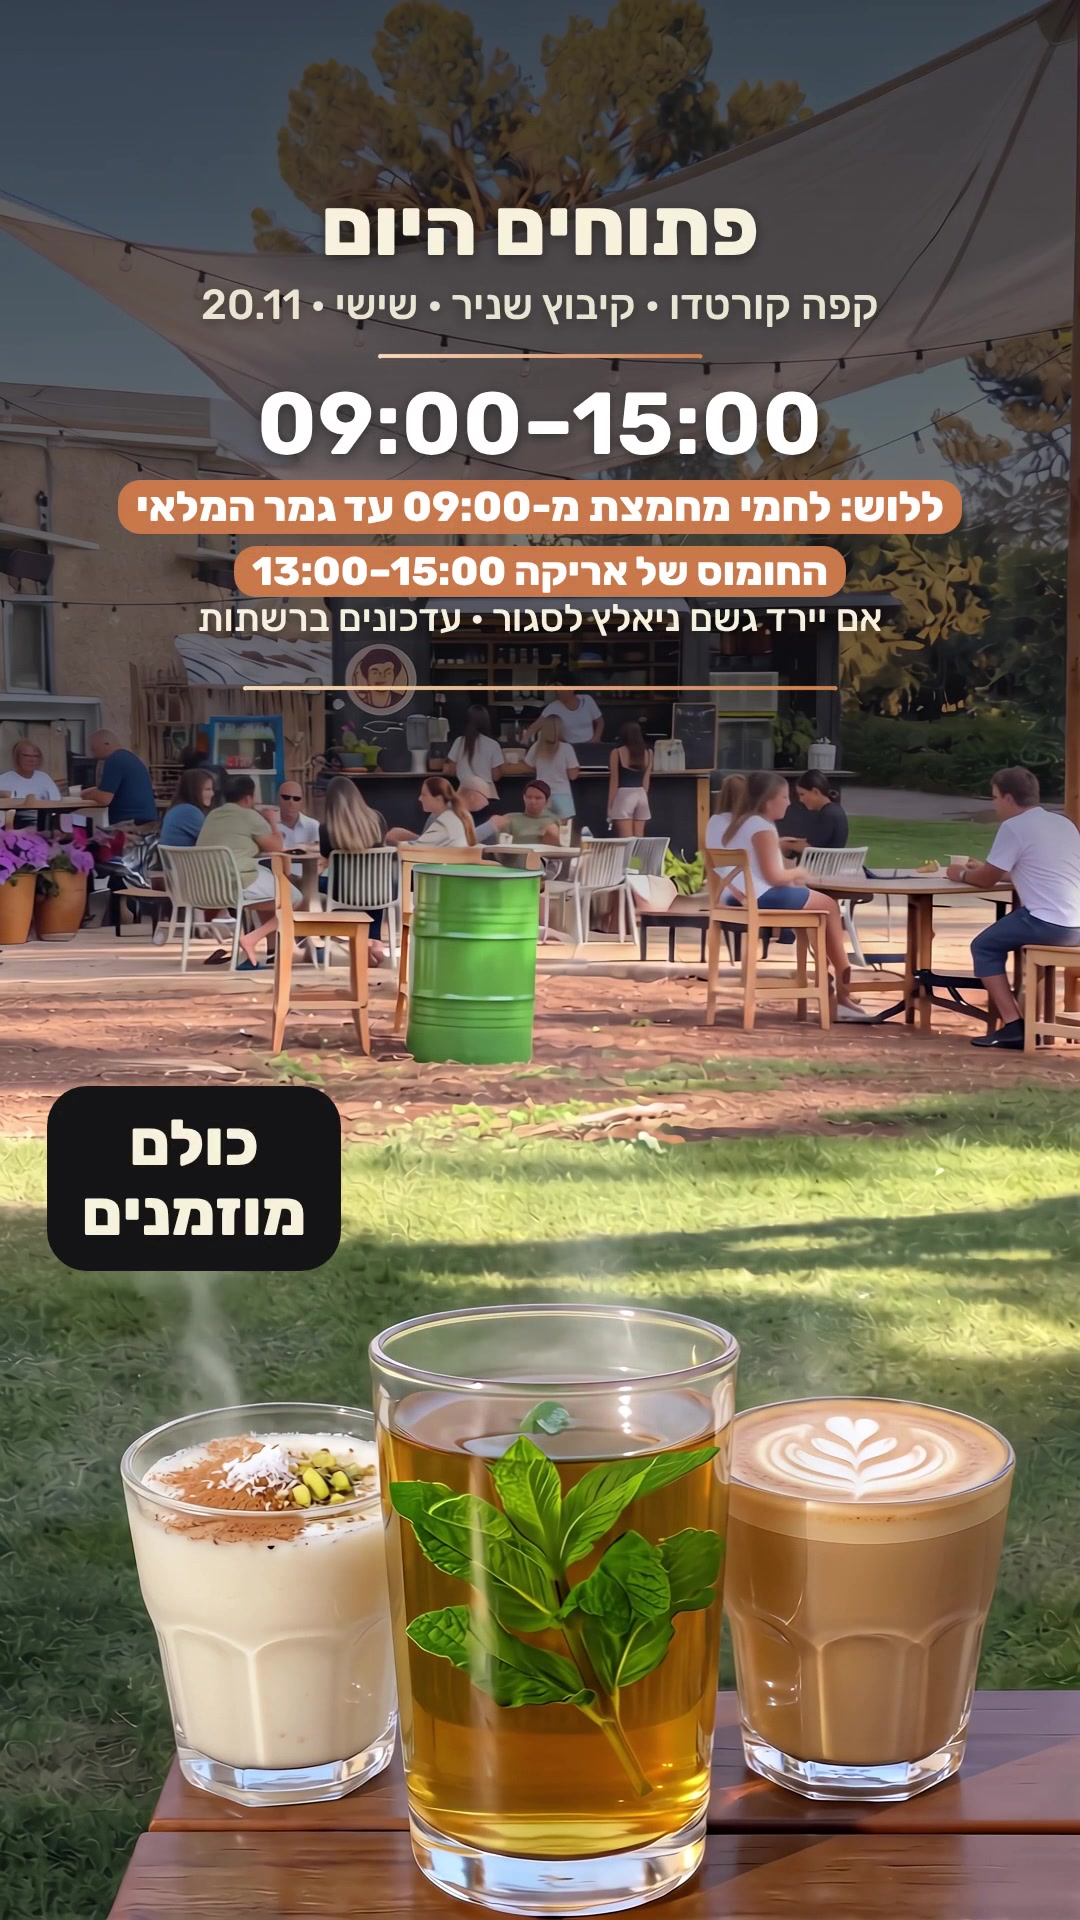 פתוחים היום
קפה קורטדו • קיבוץ שניר • שישי • 20.11
09:00–15:00
ללוש: לחמי מחמצת מ-09:00 עד גמר המלאי
החומוס של אריקה 13:00–15:00
אם יירד גשם ניאלץ לסגור • עדכונים ברשתות
כולם
מוזמנים